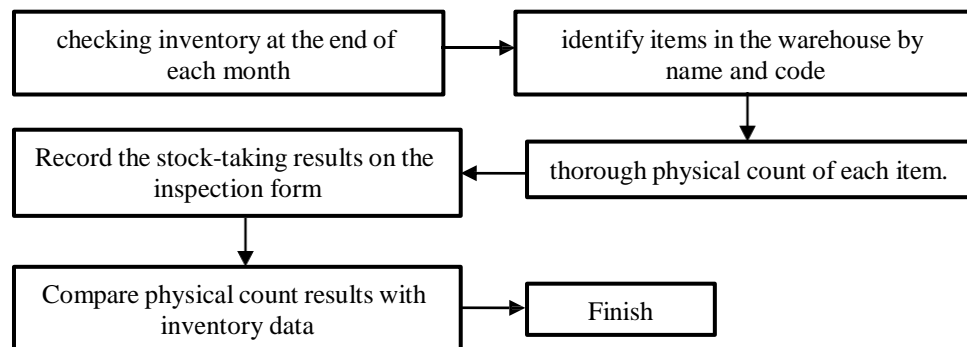 checking inventory at the end of
each month
identify items in the warehouse by
name and code
thorough physical count of each item.
Record the stock-taking results on the
inspection form
Compare physical count results with
inventory data
Finish